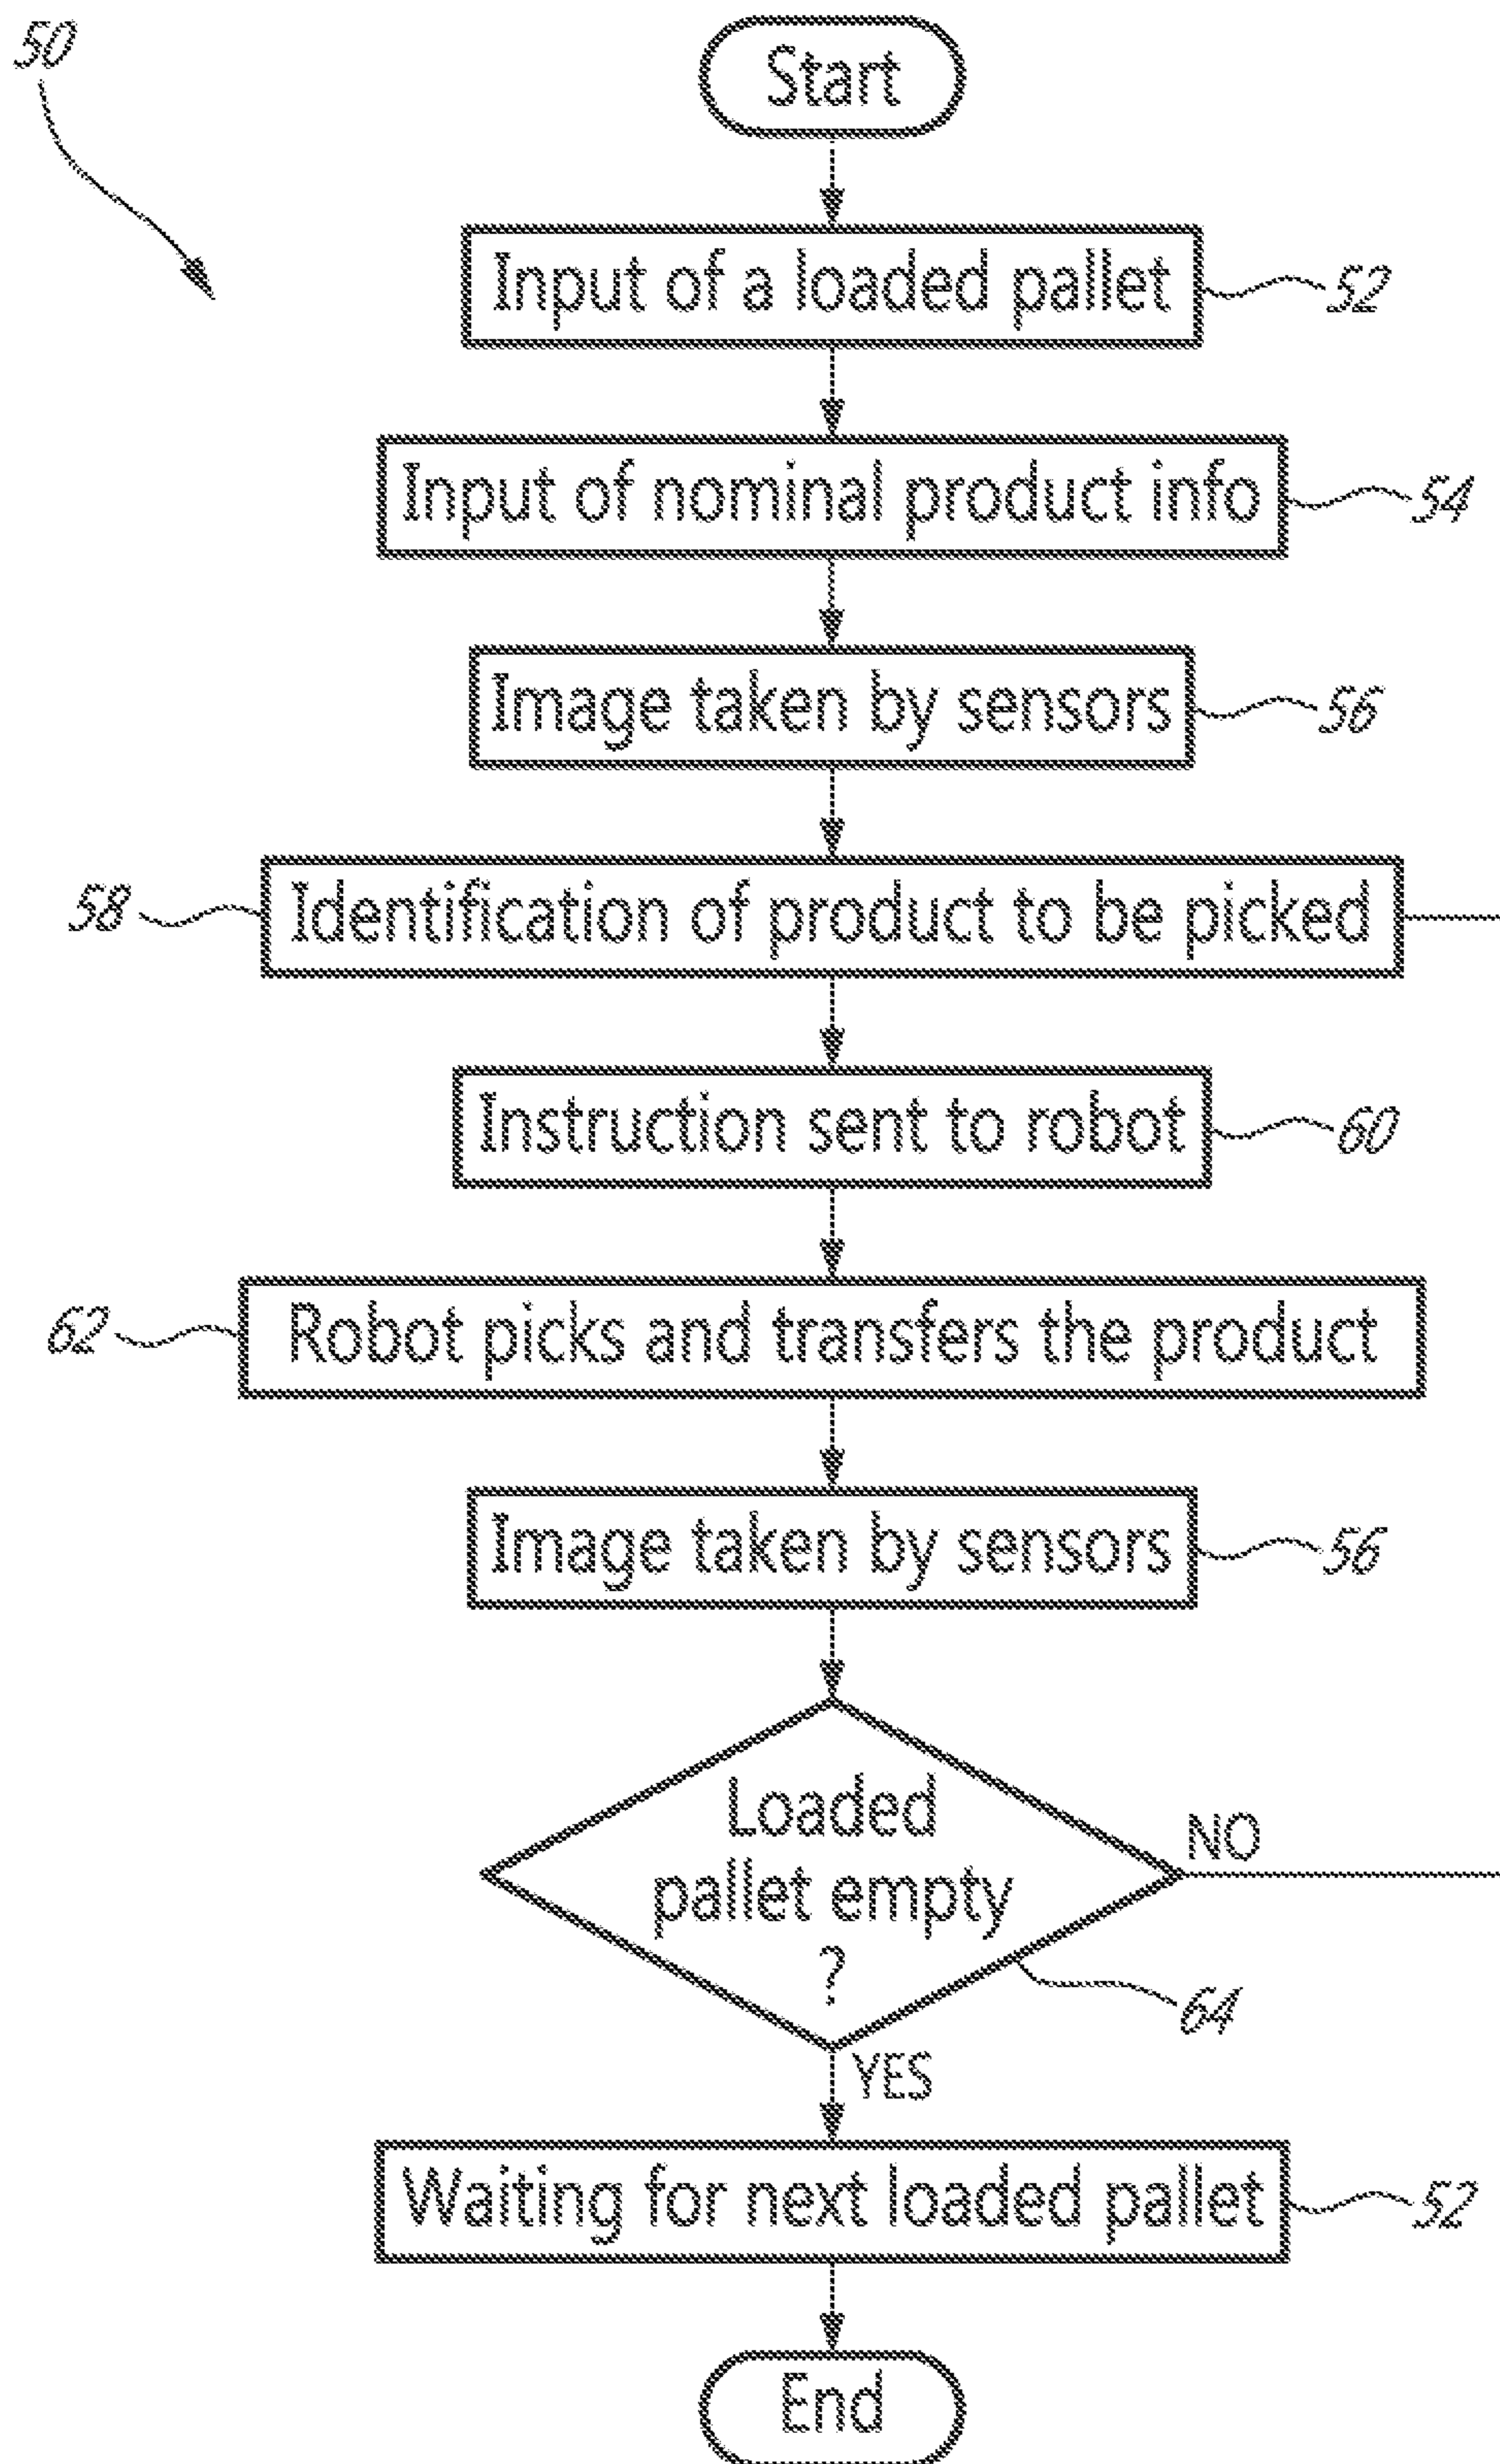 50
Start
Input of a loaded pallet
52
Input of nominal product info
54
Image taken by sensors
56
58
Identification of product to be picked
Instruction sent to robot
60
62
Robot picks and transfers the product
Image taken by sensors
56
Loaded
pallet empty
?
NO
64
YES
Waiting for next loaded pallet
52
End